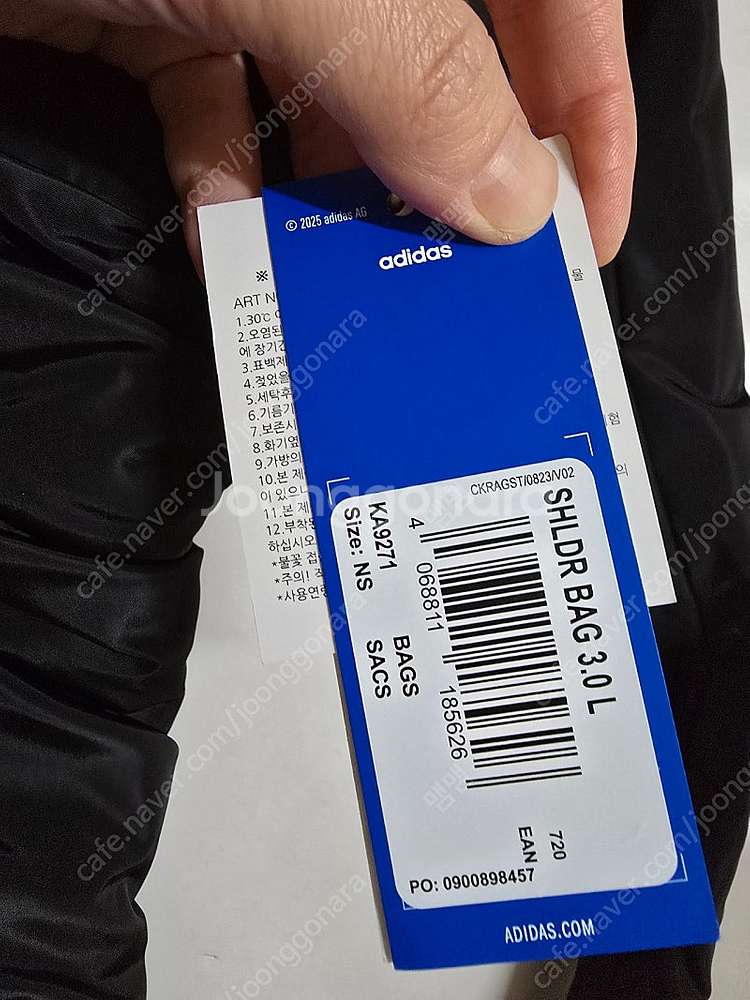 © 2025 adidas AG
adidas
※
ART N
1.30℃
2.오염된
에 장기간
3.표백제
4.젖었을
5.세탁후
6.기름기
7.보존시
8.화기옆
9.가방의
10.본 제
이 있으니
11.본 제
12.부착된
하십시오
*불꽃 접
*주의!
*사용연령
험
의
CKRAGST/0823/V02
SHLDR BAG 3.0 L
KA9271
Size: NS
4 068811 185626
BAGS
SACS
720
EAN
PO: 0900898457
ADIDAS.COM
Joonggonara
cafe.naver.com/joonggonara